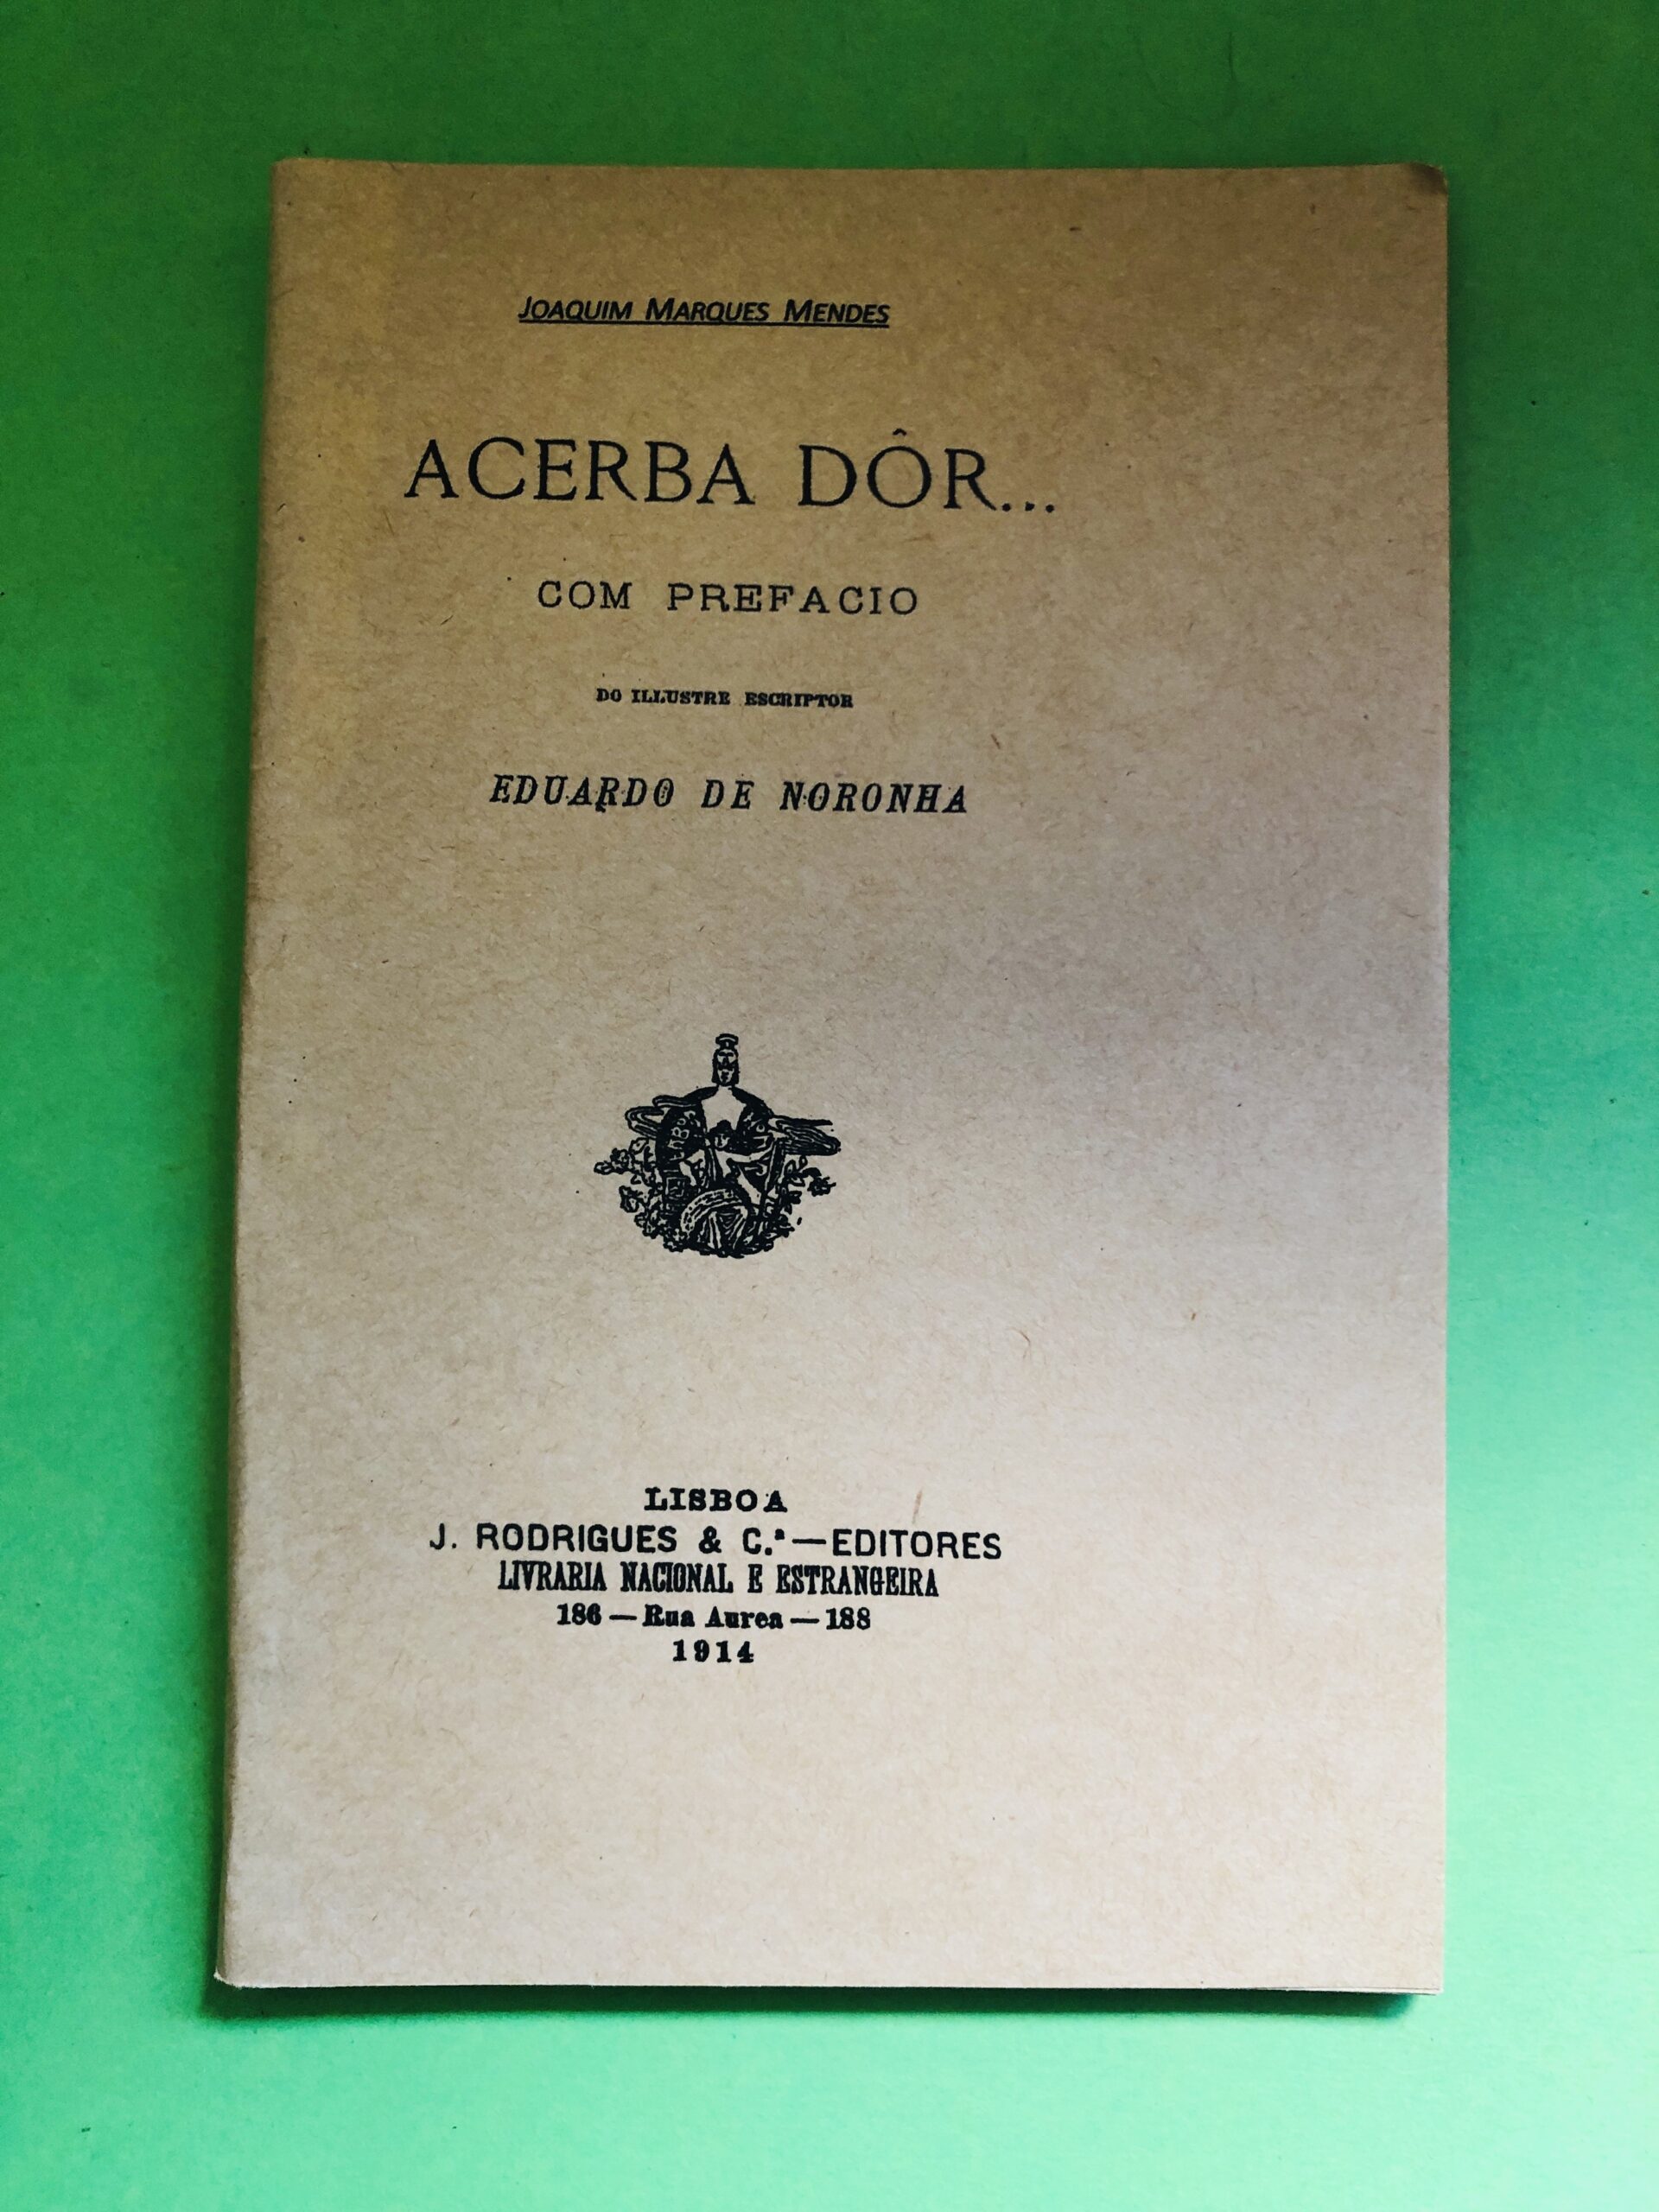 JOAQUIM MARQUES MENDES
ACERBA DÔR...
COM PREFACIO
DO ILLUSTRE ESCRIPTOR
EDUARDO DE NORONHA
LISBOA
J. RODRIGUES & C.ª—EDITORES
LIVRARIA NACIONAL E ESTRANGEIRA
186 — Rua Aurea — 188
1914